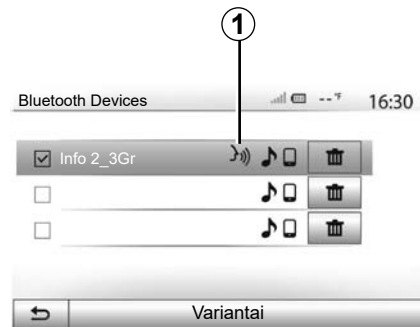 1
Bluetooth Devices --°F 16:30
Info 2_3Gr
Variantai